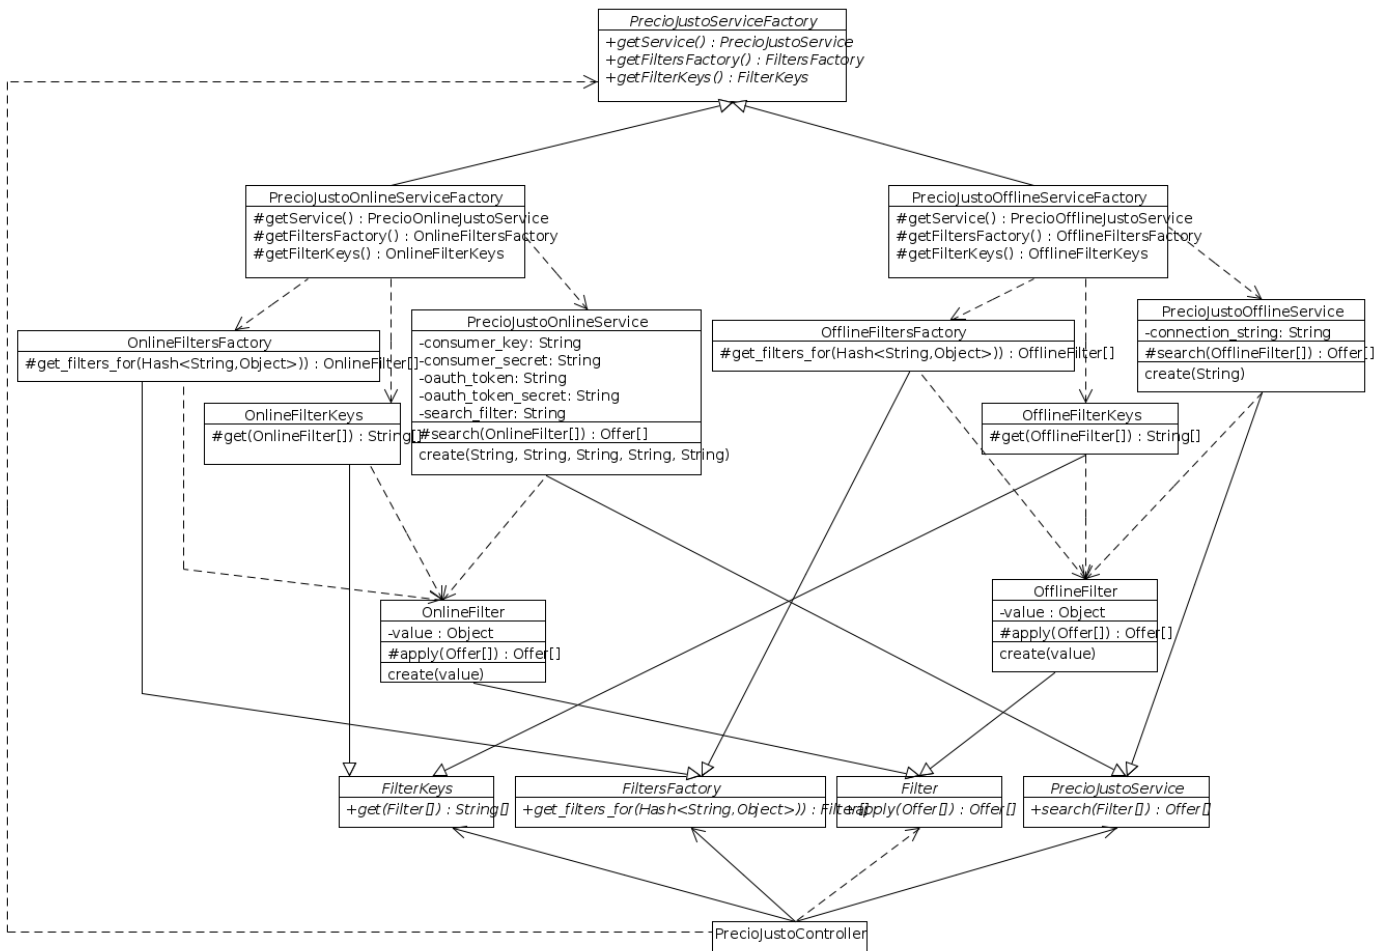 PrecioJustoServiceFactory
+getService() : PrecioJustoService
+getFiltersFactory() : FiltersFactory
+getFilterKeys() : FilterKeys
PrecioJustoOnlineServiceFactory
#getService() : PrecioOnlineJustoService
#getFiltersFactory() : OnlineFiltersFactory
#getFilterKeys() : OnlineFilterKeys
PrecioJustoOfflineServiceFactory
#getService() : PrecioOfflineJustoService
#getFiltersFactory() : OfflineFiltersFactory
#getFilterKeys() : OfflineFilterKeys
OnlineFiltersFactory
#get_filters_for(Hash<String,Object>)) : OnlineFilter[]
PrecioJustoOnlineService
-consumer_key: String
-consumer_secret: String
-oauth_token: String
-oauth_token_secret: String
-search_filter: String
#search(OnlineFilter[]) : Offer[]
create(String, String, String, String, String)
OfflineFiltersFactory
#get_filters_for(Hash<String,Object>)) : OfflineFilter[]
PrecioJustoOfflineService
-connection_string: String
#search(OfflineFilter[]) : Offer[]
create(String)
OnlineFilterKeys
#get(OnlineFilter[]) : String[]
OfflineFilterKeys
#get(OfflineFilter[]) : String[]
OnlineFilter
-value : Object
#apply(Offer[]) : Offer[]
create(value)
OfflineFilter
-value : Object
#apply(Offer[]) : Offer[]
create(value)
FilterKeys
+get(Filter[]) : String[]
FiltersFactory
+get_filters_for(Hash<String,Object>)) : Filter[]
Filter
+apply(Offer[]) : Offer[]
PrecioJustoService
+search(Filter[]) : Offer[]
PrecioJustoController